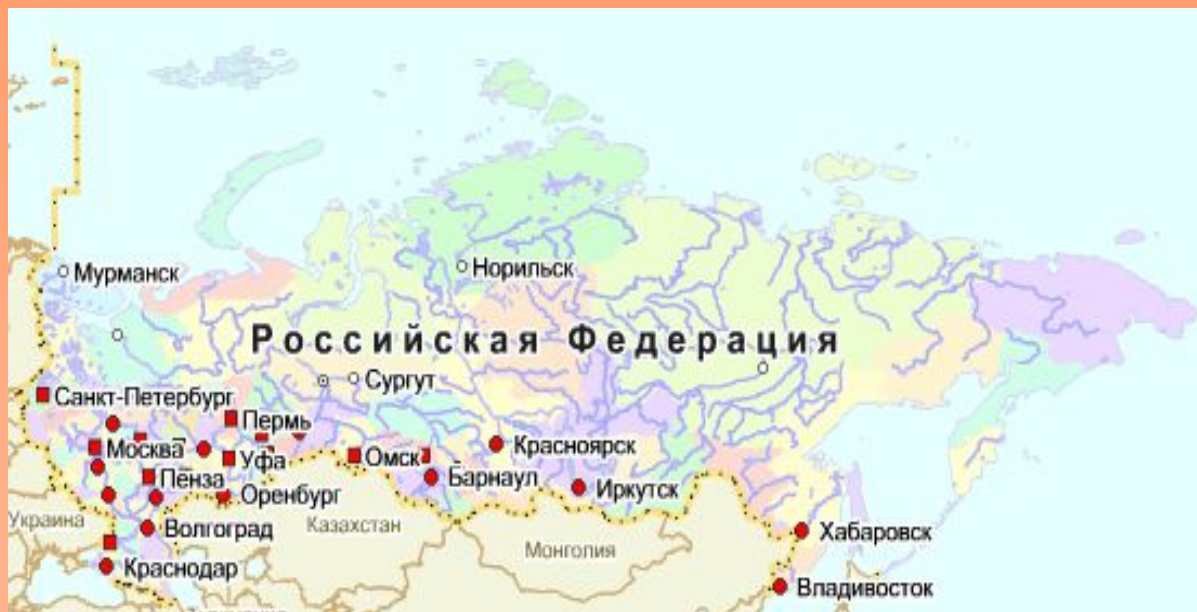 Мурманск
Норильск
Российская Федерация
Сургут
Санкт-Петербург
Пермь
Москва
Красноярск
Уфа
Омск
Пенза
Барнаул
Иркутск
Оренбург
Украина
Казахстан
Волгоград
Хабаровск
Монголия
Краснодар
Владивосток